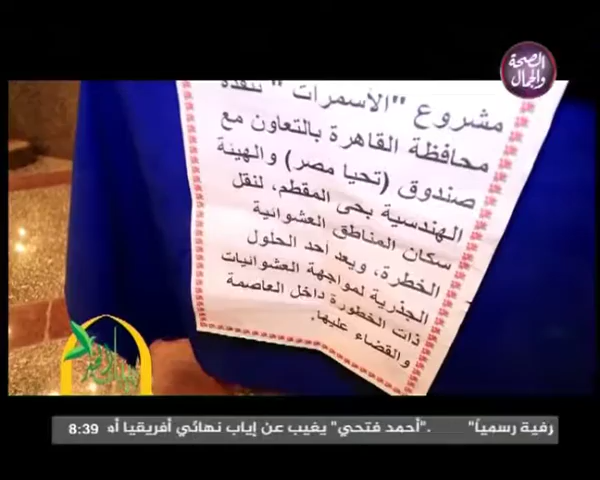 الصحة
والجمال
مشروع "الأسمرات" تنفذه
محافظة القاهرة بالتعاون مع
صندوق (تحيا مصر) والهيئة
الهندسية بحى المقطم، لنقل
سكان المناطق العشوائية
الخطرة، ويعد أحد الحلول
الجذرية لمواجهة العشوائيات
ذات الخطورة داخل العاصمة
والقضاء عليها.
رفية رسمياً" ."أحمد فتحي" يغيب عن إياب نهائي أفريقيا أم
8:39